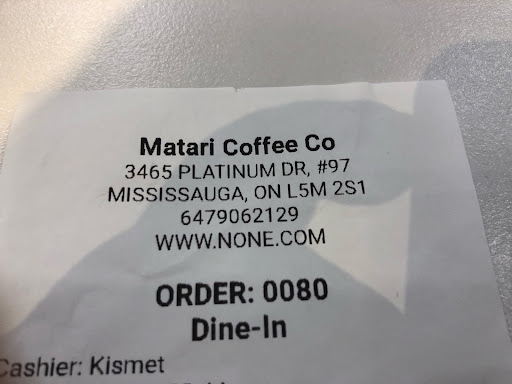 Matari Coffee Co
3465 PLATINUM DR, #97
MISSISSAUGA, ON L5M 2S1
6479062129
WWW.NONE.COM
ORDER: 0080
Dine-In
Cashier: Kismet